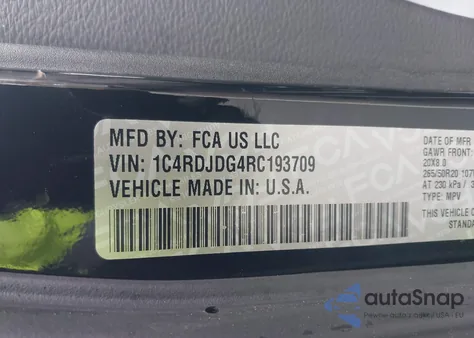 MFD BY: FCA US LLC
VIN: 1C4RDJDG4RC193709
VEHICLE MADE IN: U.S.A.
DATE OF MFR
GAWR FRONT
20X8.0
265/50R20 107
AT 230 kPa /
TYPE: MPV
THIS VEHICLE
STANDA
autoSnap